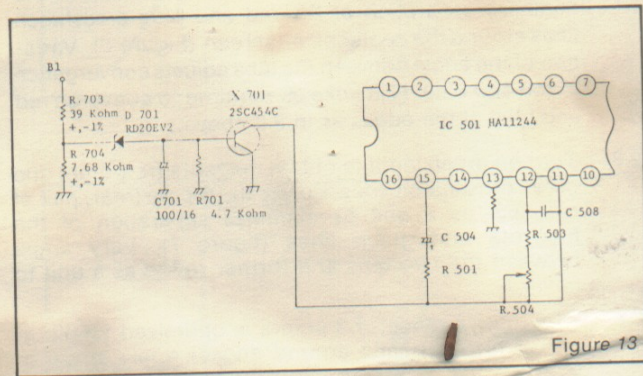 B1
R.703
39 Kohm
+,-1%
D 701
RD20EV2
X 701
2SC454C
R 704
7.68 Kohm
+,-1%
C701
100/16
R701
4.7 Kohm
1 2 3 4 5 6 7
IC 501 HA11244
16 15 14 13 12 11 10
C 504
R 501
C 508
R 503
R.504
Figure 13